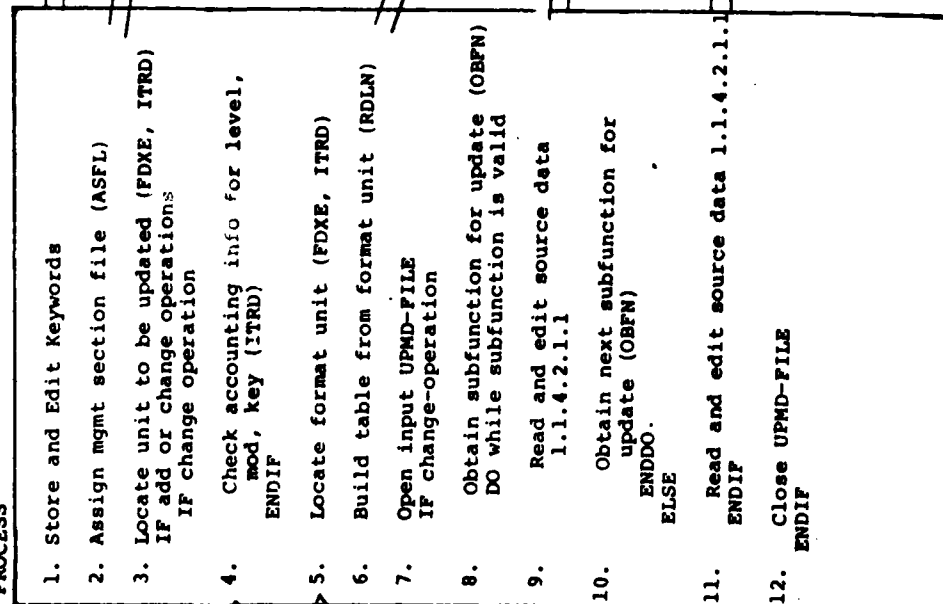 PROCESS
1. Store and Edit Keywords
2. Assign mgmt section file (ASFL)
3. Locate unit to be updated (FDXE, ITRD)
IF add or change operations
IF change operation
4. Check accounting info for level,
mod, key (ITRD)
ENDIF
5. Locate format unit (FDXE, ITRD)
6. Build table from format unit (RDLN)
7. Open input UPMD-FILE
IF change-operation
8. Obtain subfunction for update (OBFN)
DO while subfunction is valid
9. Read and edit source data
1.1.4.2.1.1
10. Obtain next subfunction for
update (OBFN)
ENDDO.
ELSE
11. Read and edit source data 1.1.4.2.1.1
ENDIF
12. Close UPMD-FILE
ENDIF